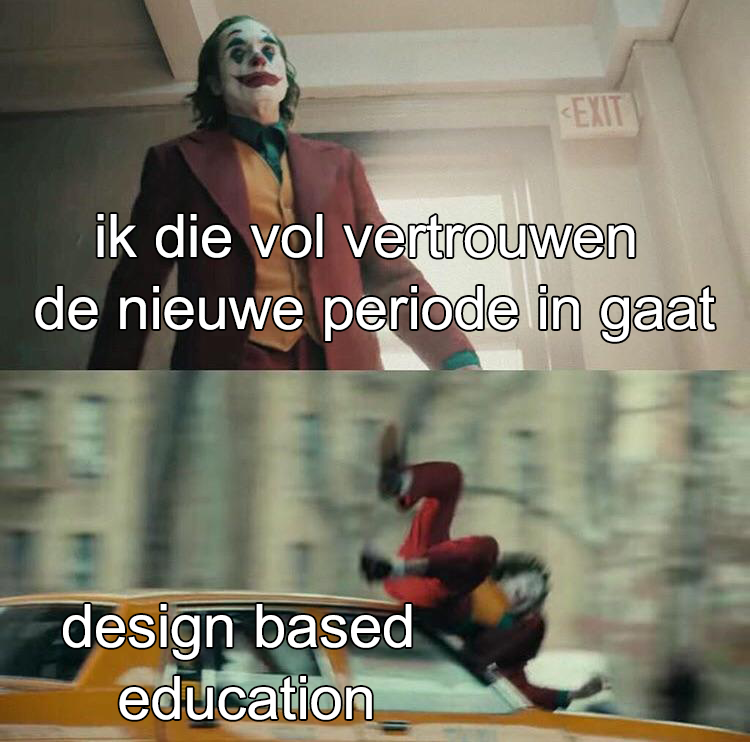 <EXIT
ik die vol vertrouwen
de nieuwe periode in gaat
design based
education